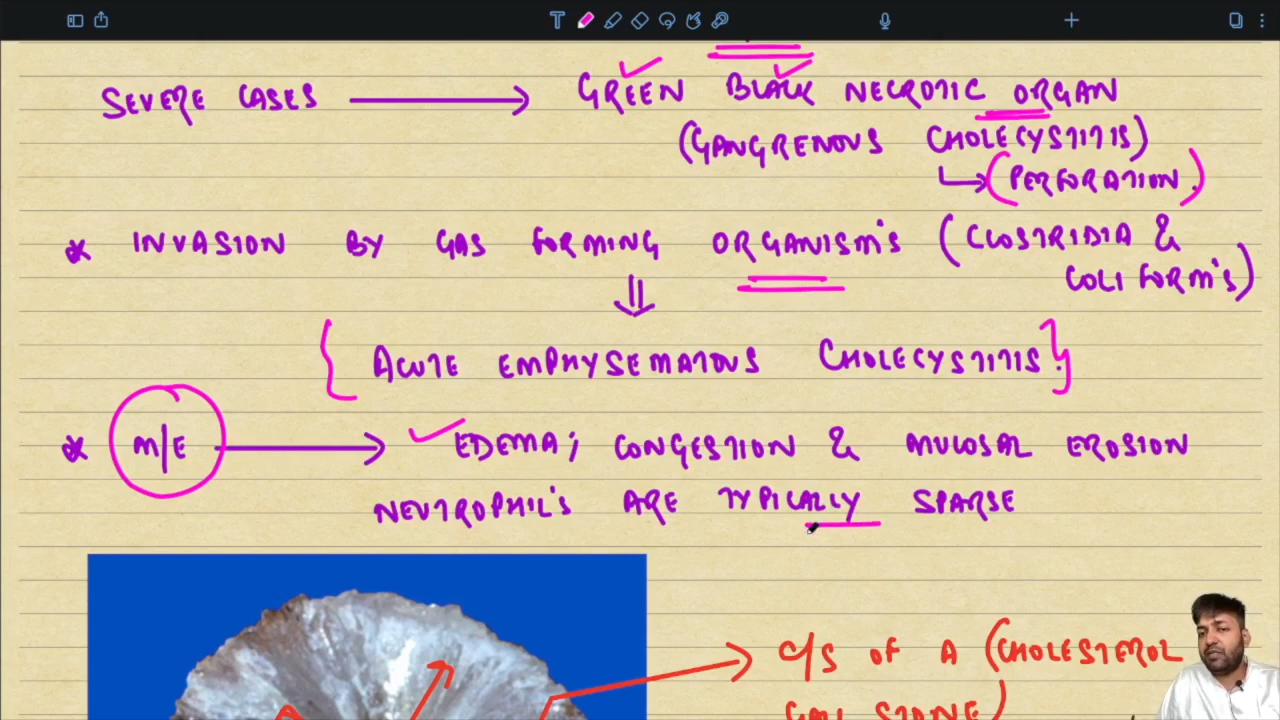 SEVERE CASES → GREEN BLACK NECROTIC ORGAN
(GANGRENOUS CHOLECYSTITIS)
↳ (PERFORATION)
* INVASION BY GAS FORMING ORGANISM'S (CLOSTRIDIA &
COLIFORM'S)
⇓
{ACUTE EMPHYSEMATOUS CHOLECYSTITIS}
* M/E → EDEMA; CONGESTION & MUCOSAL EROSION
NEUTROPHIL'S ARE TYPICALLY SPARSE
→ C/S OF A (CHOLESTEROL
GALL STONE)